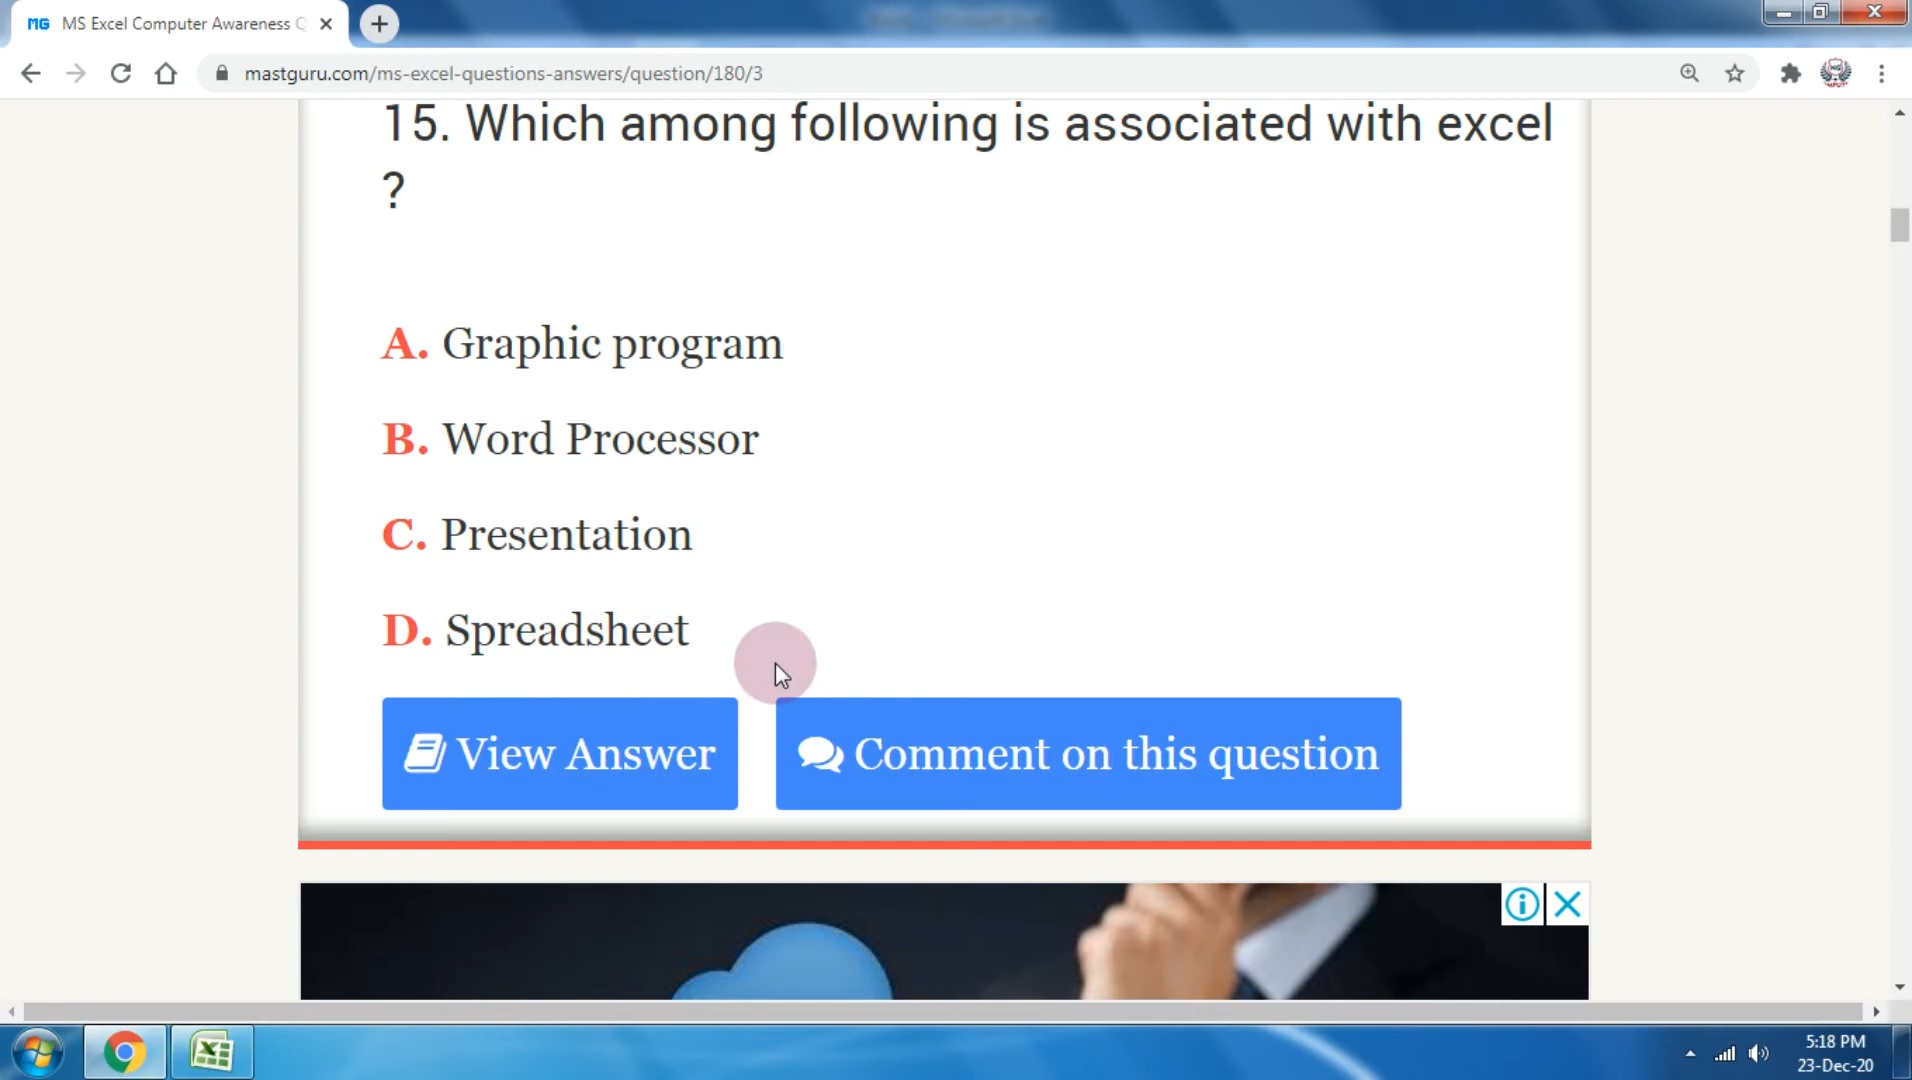 MG MS Excel Computer Awareness Q
mastguru.com/ms-excel-questions-answers/question/180/3
15. Which among following is associated with excel
?
A. Graphic program
B. Word Processor
C. Presentation
D. Spreadsheet
View Answer
Comment on this question
5:18 PM
23-Dec-20